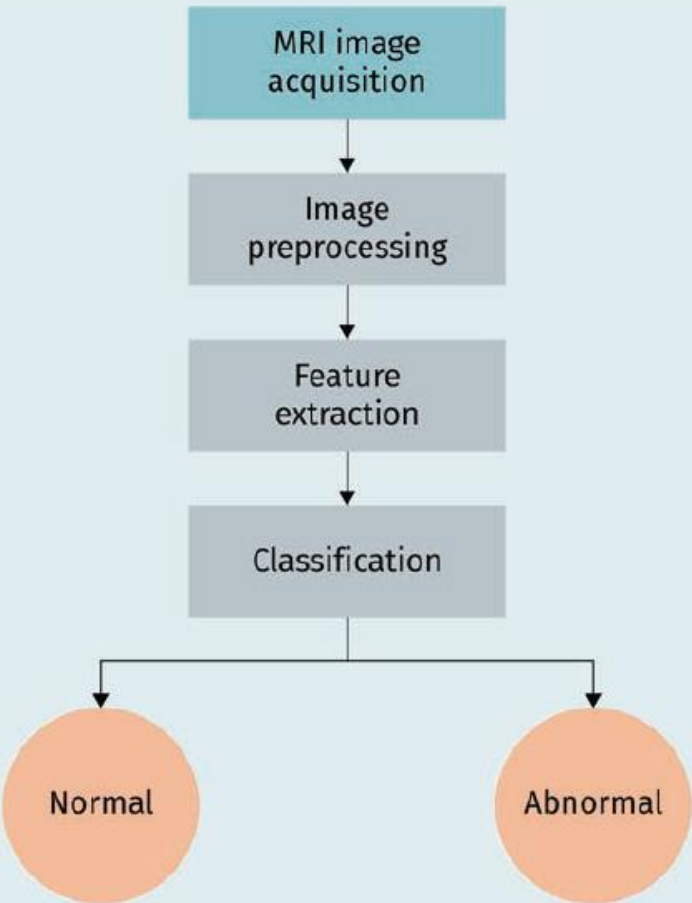 MRI image
acquisition
Image
preprocessing
Feature
extraction
Classification
Normal
Abnormal